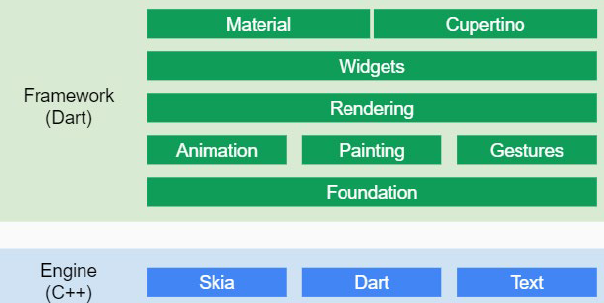 Material
Cupertino
Widgets
Framework
(Dart)
Rendering
Animation
Painting
Gestures
Foundation
Engine
(C++)
Skia
Dart
Text